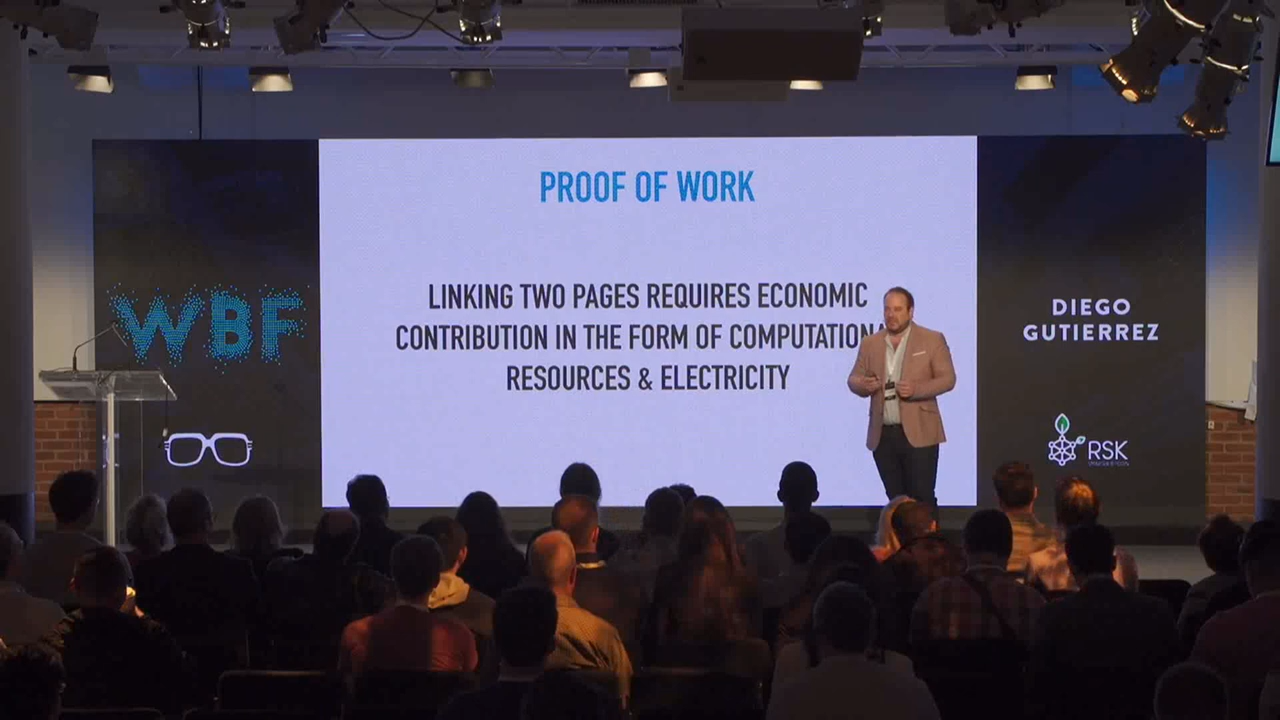 PROOF OF WORK
LINKING TWO PAGES REQUIRES ECONOMIC
CONTRIBUTION IN THE FORM OF COMPUTATIONA
RESOURCES & ELECTRICITY
WBF
DIEGO
GUTIERREZ
RSK